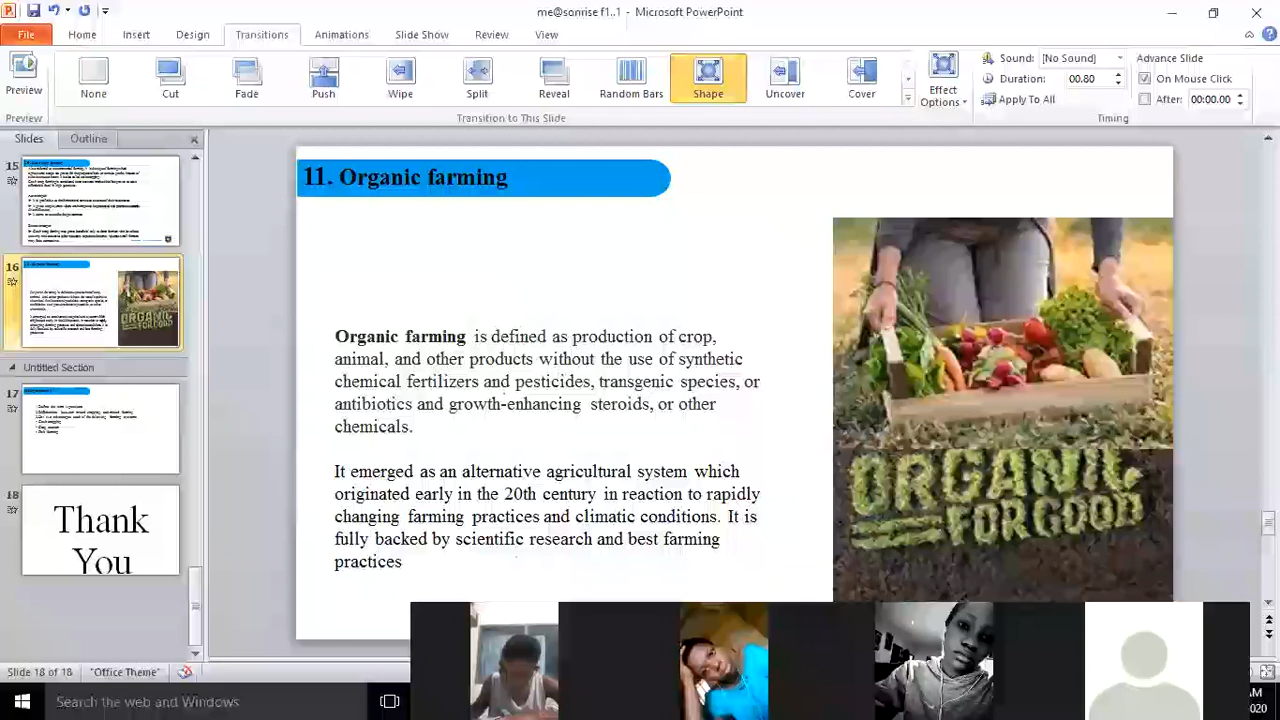 me@sonrise f1..1 - Microsoft PowerPoint
File Home Insert Design Transitions Animations Slide Show Review View
Preview
None Cut Fade Push Wipe Split Reveal Random Bars Shape Uncover Cover
Effect Options
Sound: [No Sound]
Duration: 00.80
Apply To All
Advance Slide
On Mouse Click
After: 00:00.00
Preview Transition to This Slide Timing
Slides Outline
15
16
Untitled Section
17
18
Thank
You
11. Organic farming
Organic farming is defined as production of crop,
animal, and other products without the use of synthetic
chemical fertilizers and pesticides, transgenic species, or
antibiotics and growth-enhancing steroids, or other
chemicals.
It emerged as an alternative agricultural system which
originated early in the 20th century in reaction to rapidly
changing farming practices and climatic conditions. It is
fully backed by scientific research and best farming
practices
ORGANIC
FOR GOOD
Slide 18 of 18 "Office Theme"
Search the web and Windows
AM
2020